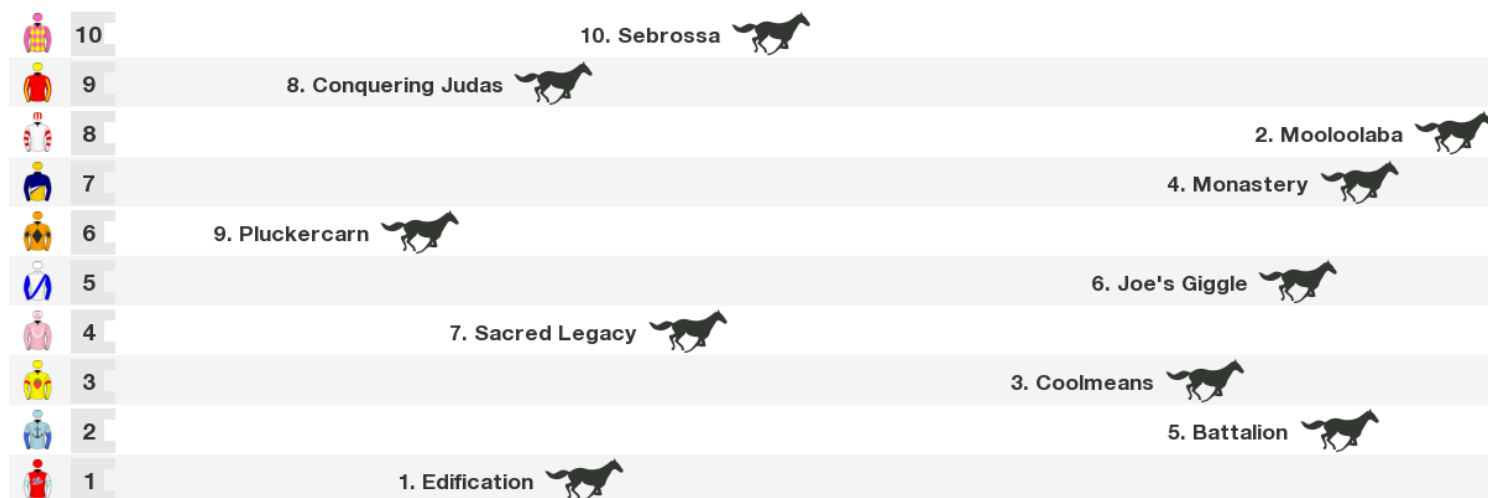 10 10. Sebrossa
9 8. Conquering Judas
8 2. Mooloolaba
7 4. Monastery
6 9. Pluckercarn
5 6. Joe's Giggle
4 7. Sacred Legacy
3 3. Coolmeans
2 5. Battalion
1 1. Edification